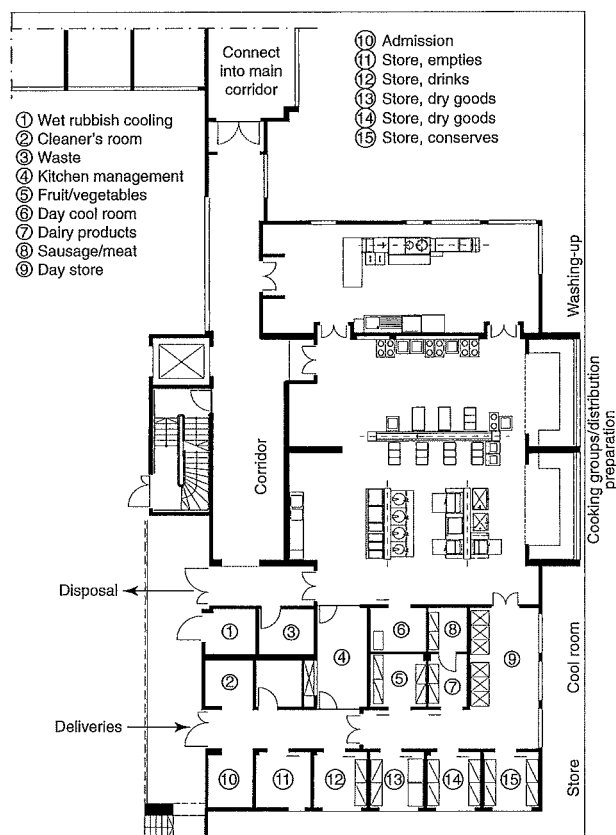 Connect
into main
corridor
① Wet rubbish cooling
② Cleaner's room
③ Waste
④ Kitchen management
⑤ Fruit/vegetables
⑥ Day cool room
⑦ Dairy products
⑧ Sausage/meat
⑨ Day store
⑩ Admission
⑪ Store, empties
⑫ Store, drinks
⑬ Store, dry goods
⑭ Store, dry goods
⑮ Store, conserves
Washing-up
Cooking groups/distribution
preparation
Corridor
Disposal
①
③
④
⑥
⑧
⑨
Cool room
②
⑤
⑦
Deliveries
⑩
⑪
⑫
⑬
⑭
⑮
Store